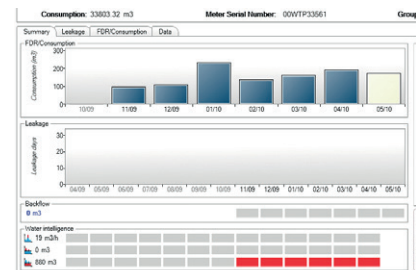 Consumption: 33803.32 m3 Meter Serial Number: 00WTP33561 Group
Summary Leakage FDR/Consumption Data
FDR/Consumption
Consumption (m3)
300
200
100
0
10/09 11/09 12/09 01/10 02/10 03/10 04/10 05/10
Leakage
Leakage days
30
20
10
0
04/09 05/09 06/09 07/09 08/09 09/09 10/09 11/09 12/09 01/10 02/10 03/10 04/10 05/10
Backflow
0 m3
Water intelligence
19 m3/h
0 m3
880 m3